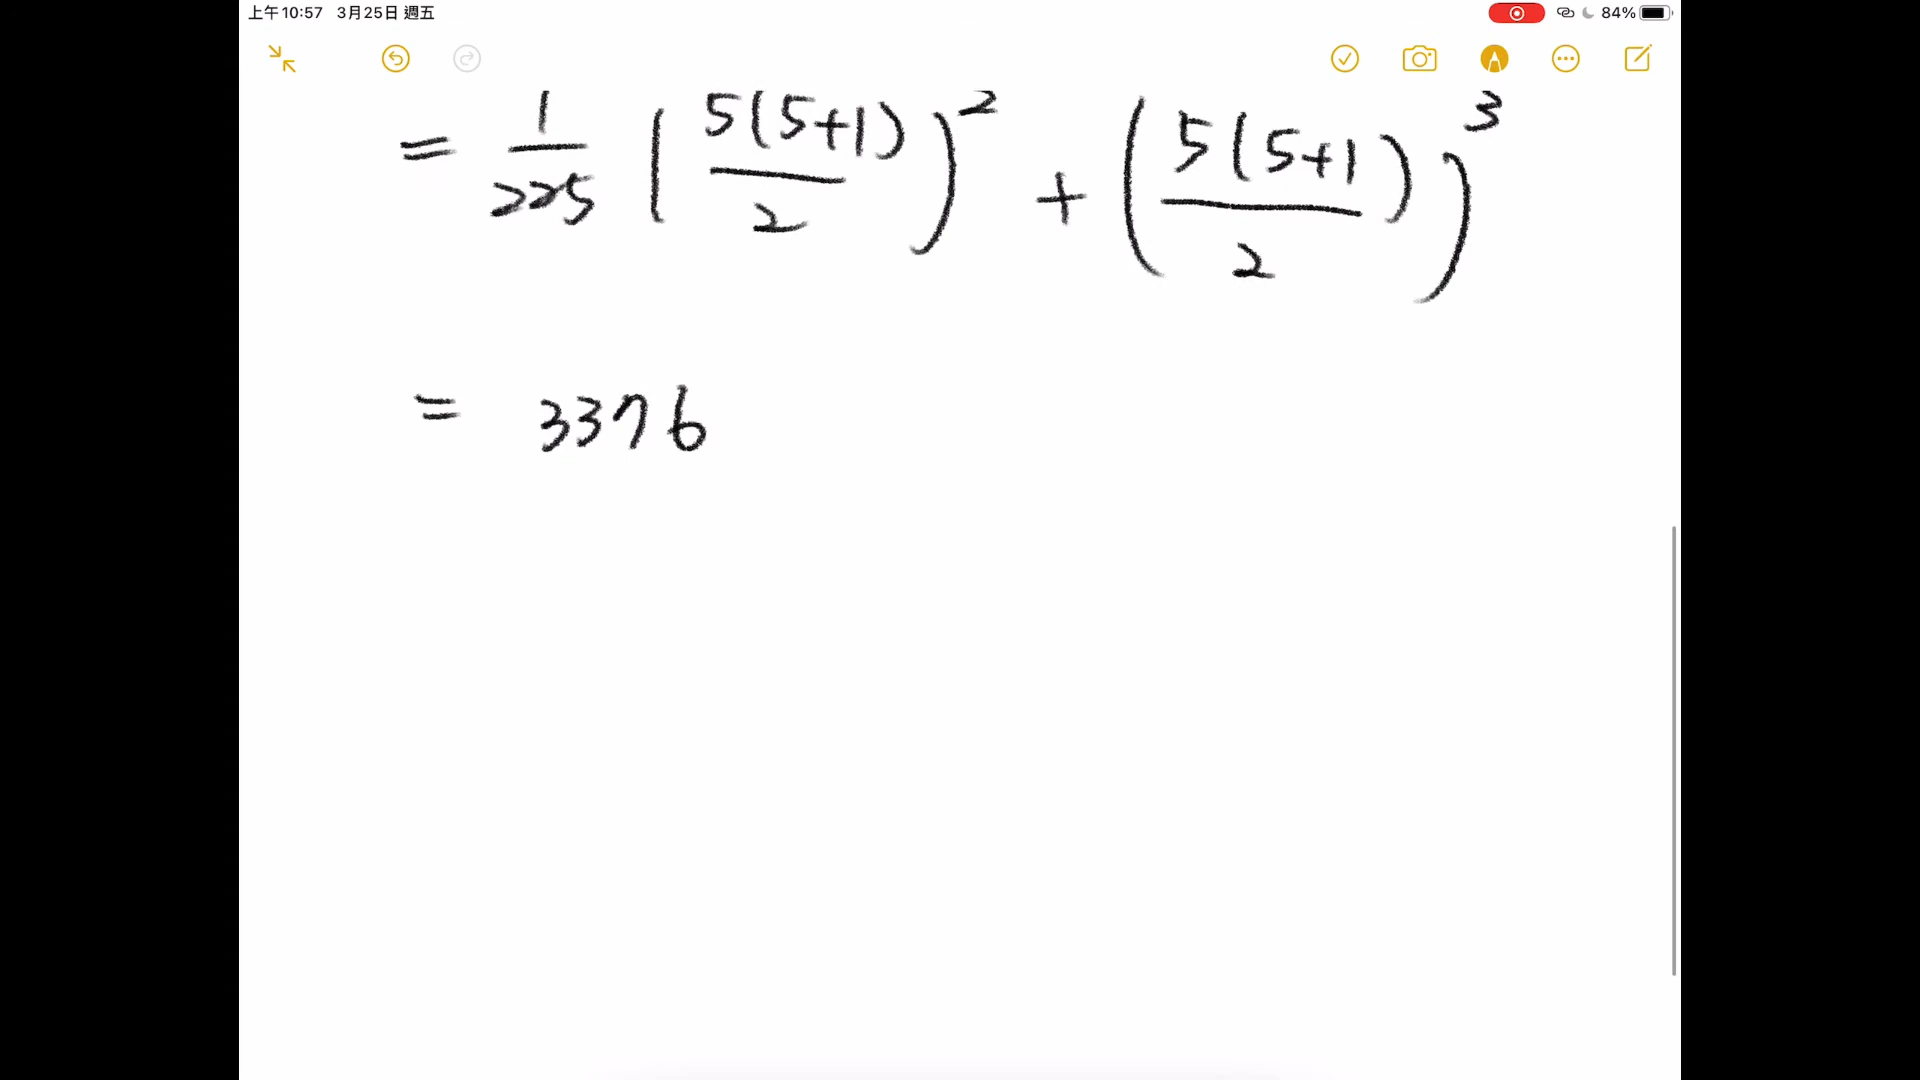 上午10:57 3月25日 週五 84%
= 1/225 (5(5+1)/2)^2 + (5(5+1)/2)^3
= 3376